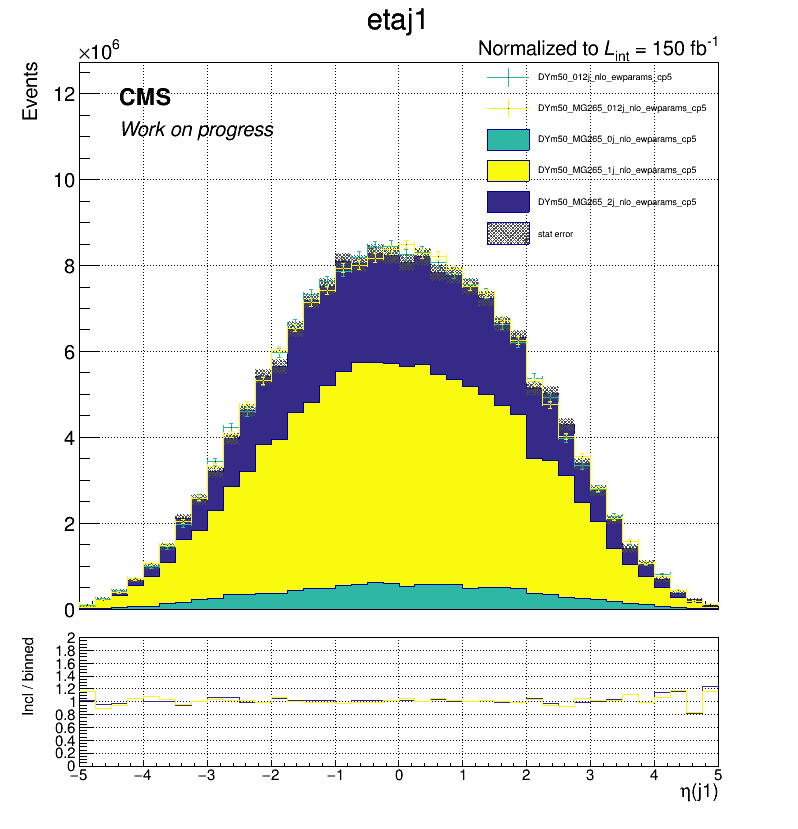 etaj1
×10⁶
Normalized to L_int = 150 fb⁻¹
Events
CMS
Work on progress
DYm50_012j_nlo_ewparams_cp5
DYm50_MG265_012j_nlo_ewparams_cp5
DYm50_MG265_0j_nlo_ewparams_cp5
DYm50_MG265_1j_nlo_ewparams_cp5
DYm50_MG265_2j_nlo_ewparams_cp5
stat error
12
10
8
6
4
2
0
Incl / binned
2
1.8
1.6
1.4
1.2
1
0.8
0.6
0.4
0.2
0
−5 −4 −3 −2 −1 0 1 2 3 4 5
η(j1)